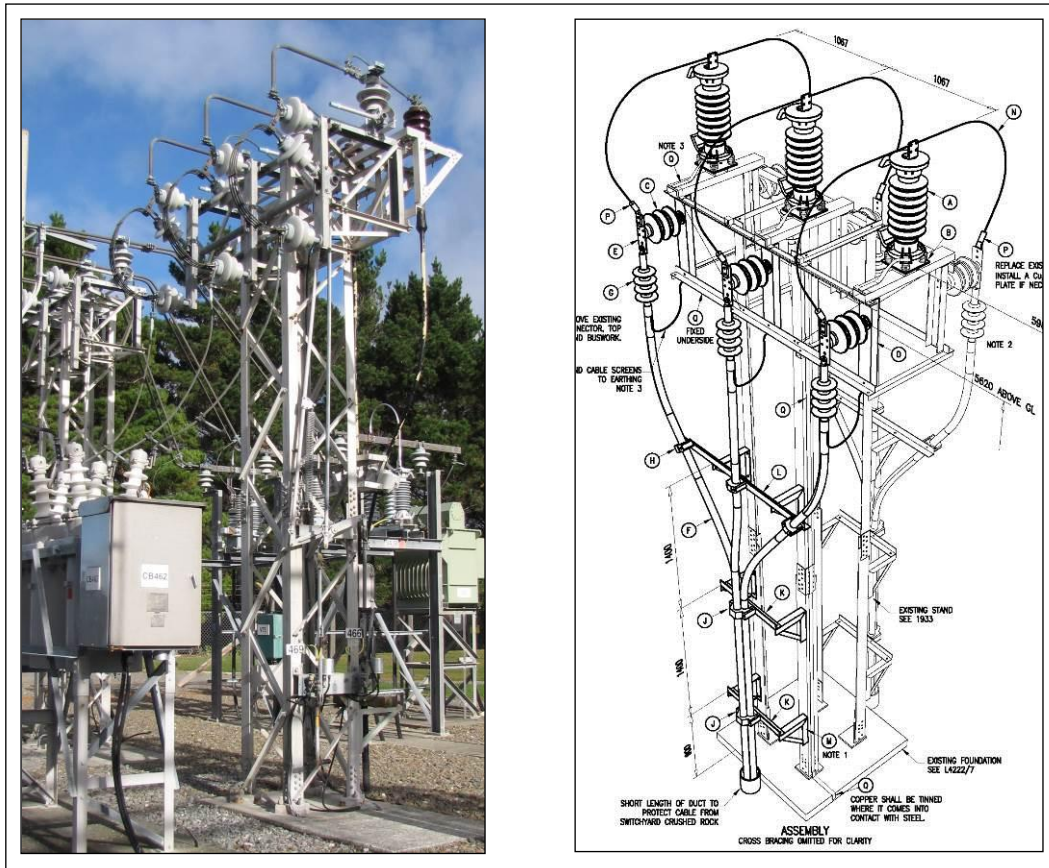 CB462
469
466
1067
1067
N
NOTE 3
Q
C
A
P
B
E
P
REPLACE EXIS
INSTALL A CU
PLATE IF NEC
G
OVE EXISTING
NNECTOR, TOP
ND BUSWORK.
Q
FIXED
UNDERSIDE
NOTE 2
ND CABLE SCREENS
TO EARTHING
NOTE 3
D
5620 ABOVE GL
Q
H
L
F
1400
K
J
EXISTING STAND
SEE 1933
1400
K
J
M
NOTE 1
EXISTING FOUNDATION
SEE L4222/7
Q
SHORT LENGTH OF DUCT TO
PROTECT CABLE FROM
SWITCHYARD CRUSHED ROCK
COPPER SHALL BE TINNED
WHERE IT COMES INTO
CONTACT WITH STEEL.
ASSEMBLY
CROSS BRACING OMITTED FOR CLARITY